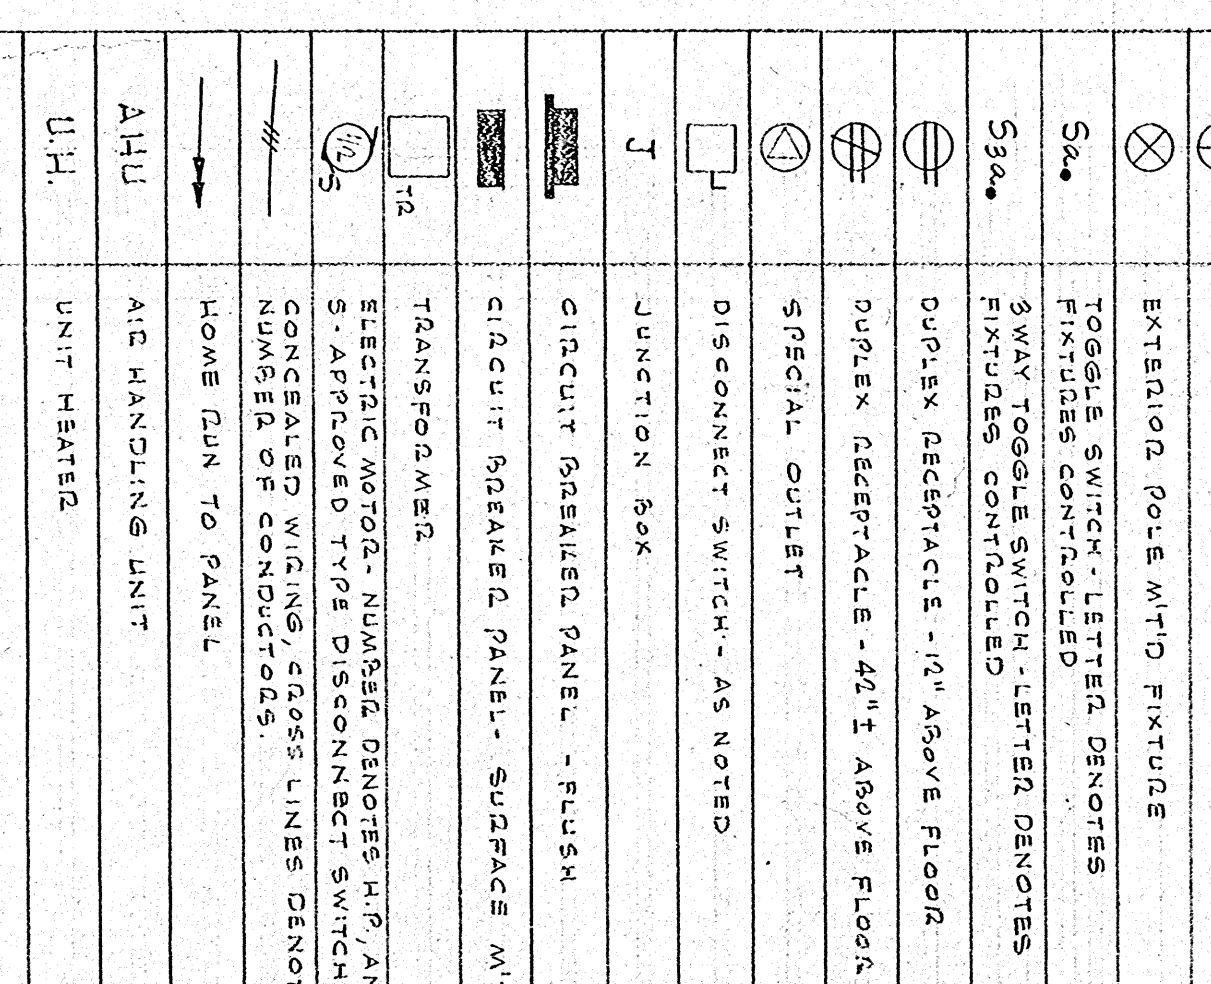 EXTERIOR POLE M'T'D FIXTURE
Sa.
TOGGLE SWITCH - LETTER DENOTES
FIXTURES CONTROLLED
S3a.
3 WAY TOGGLE SWITCH - LETTER DENOTES
FIXTURES CONTROLLED
DUPLEX RECEPTACLE - 12" ABOVE FLOOR
DUPLEX RECEPTACLE - 42"± ABOVE FLOOR
SPECIAL OUTLET
DISCONNECT SWITCH - AS NOTED
J
JUNCTION BOX
CIRCUIT BREAKER PANEL - FLUSH
CIRCUIT BREAKER PANEL - SURFACE M'
TR
TRANSFORMER
1/2
S
ELECTRIC MOTOR - NUMBER DENOTES H.P., AN
S - APPROVED TYPE DISCONNECT SWITCH
CONCEALED WIRING, CROSS LINES DENOT
NUMBER OF CONDUCTORS.
HOME RUN TO PANEL
AHU
AIR HANDLING UNIT
U.H.
UNIT HEATER